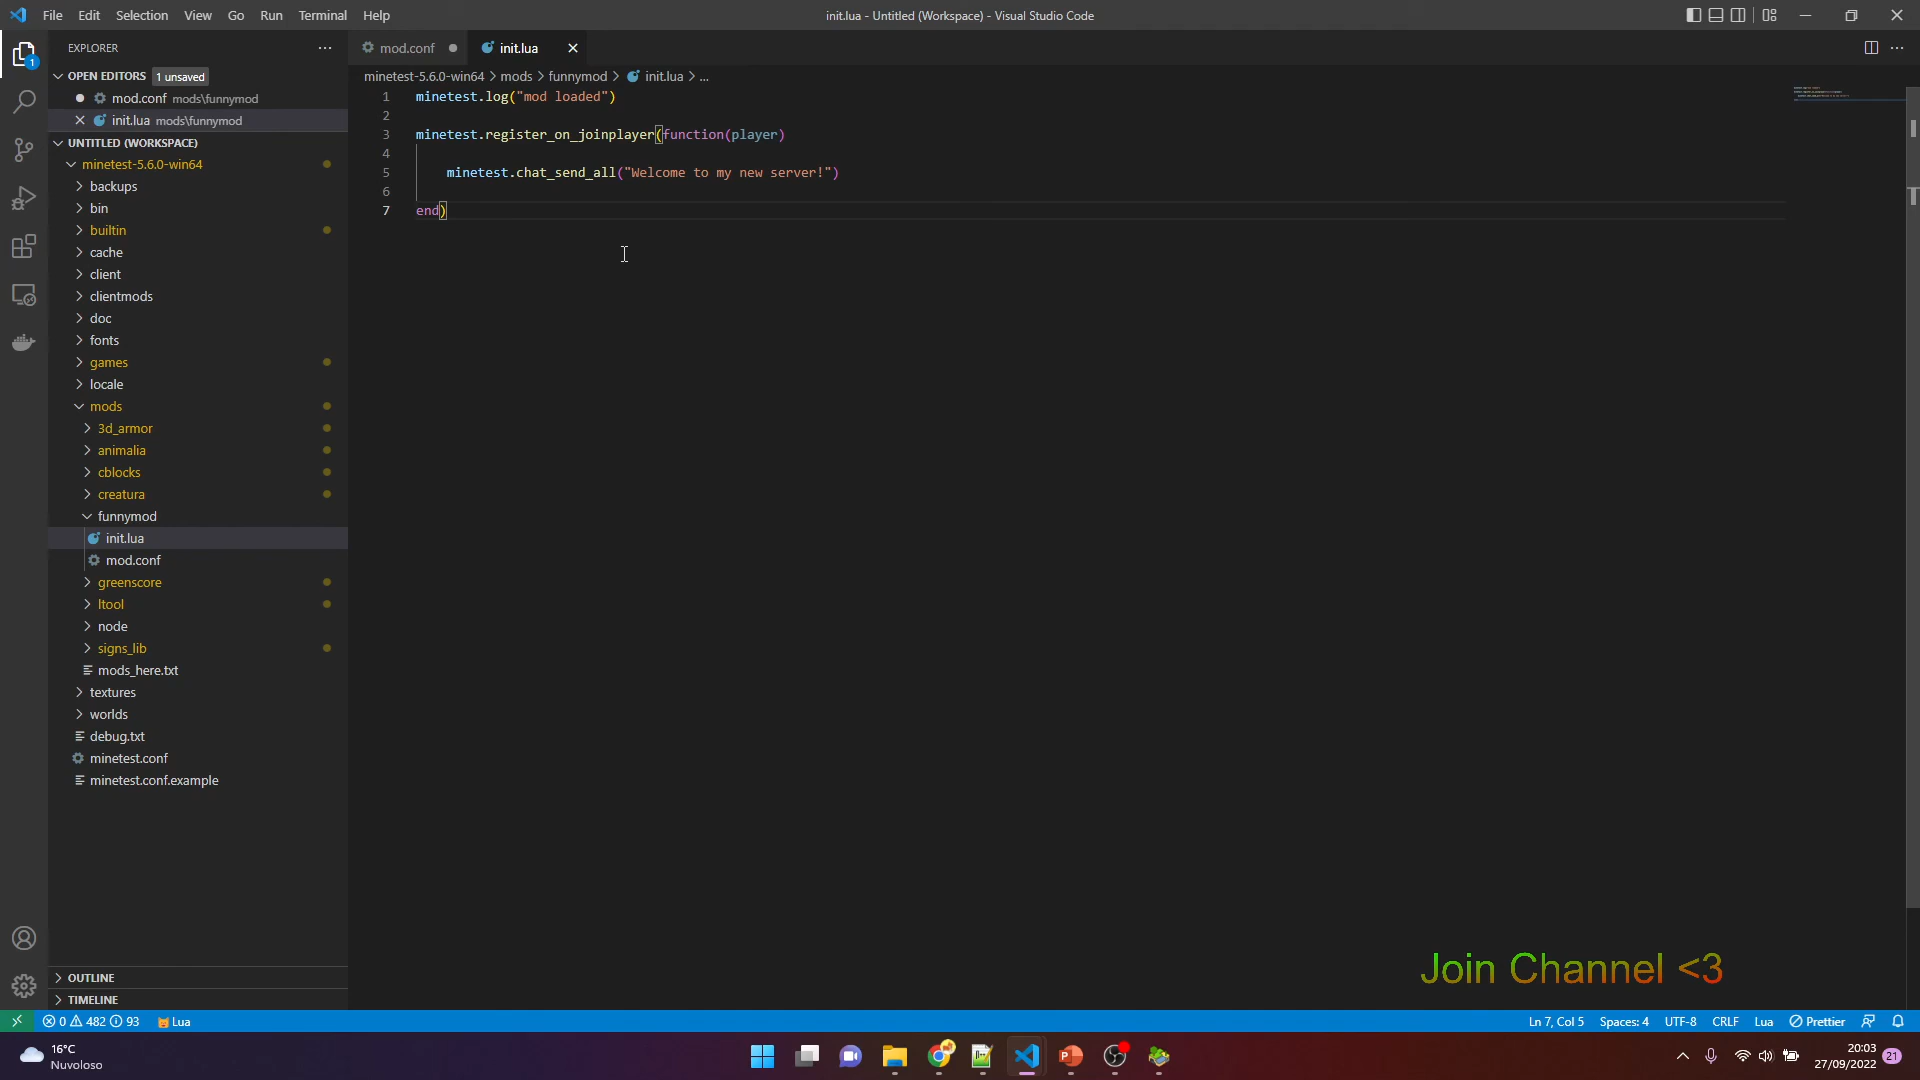 File Edit Selection View Go Run Terminal Help
init.lua - Untitled (Workspace) - Visual Studio Code
EXPLORER
OPEN EDITORS 1 unsaved
mod.conf mods\funnymod
init.lua mods\funnymod
UNTITLED (WORKSPACE)
minetest-5.6.0-win64
backups
bin
builtin
cache
client
clientmods
doc
fonts
games
locale
mods
3d_armor
animalia
cblocks
creatura
funnymod
init.lua
mod.conf
greenscore
ltool
node
signs_lib
mods_here.txt
textures
worlds
debug.txt
minetest.conf
minetest.conf.example
OUTLINE
TIMELINE
mod.conf
init.lua
minetest-5.6.0-win64 > mods > funnymod > init.lua > ...
1 minetest.log("mod loaded")
2
3 minetest.register_on_joinplayer(function(player)
4
5 minetest.chat_send_all("Welcome to my new server!")
6
7 end)
Join Channel <3
0 482 93 Lua
Ln 7, Col 5 Spaces: 4 UTF-8 CRLF Lua Prettier
1
16°C
Nuvoloso
20:03
27/09/2022
21